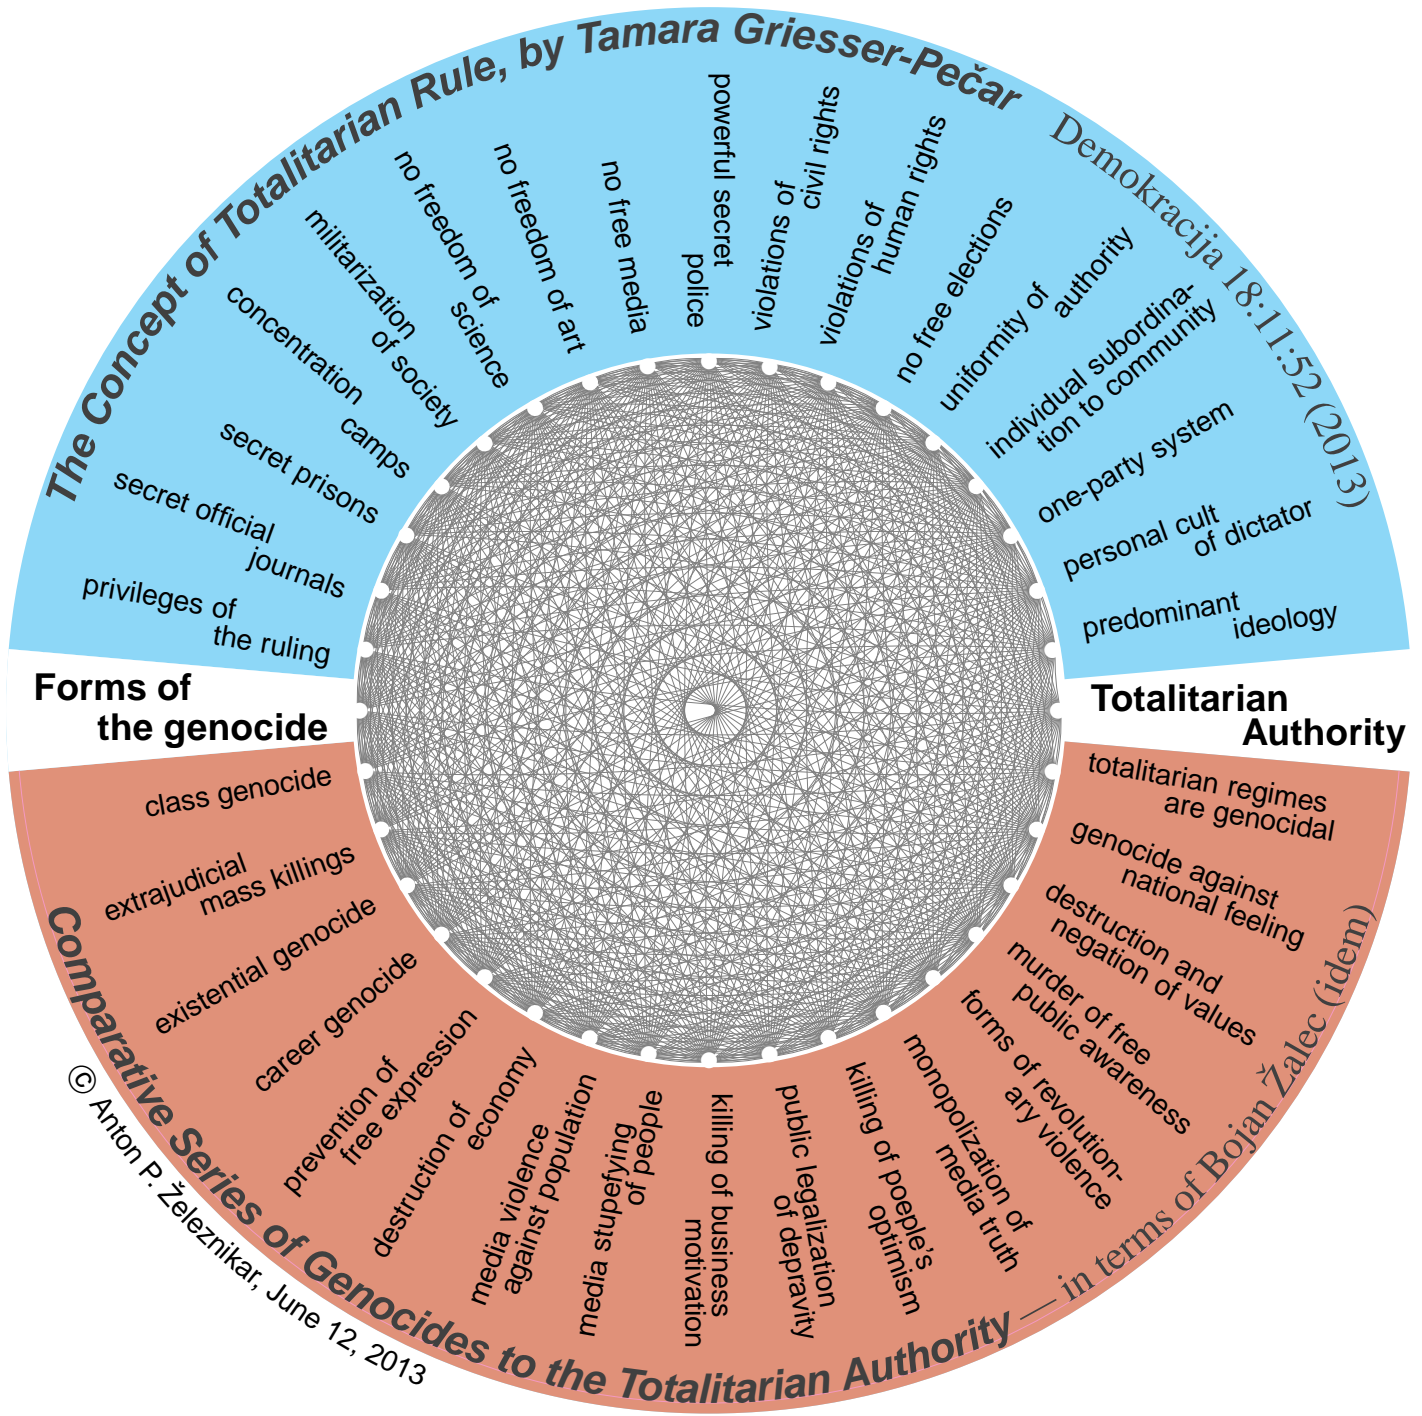 The Concept of Totalitarian Rule, by Tamara Griesser-Pečar
Demokracija 18:11:52 (2013)
privileges of
the ruling
secret official
journals
secret prisons
concentration
camps
militarization
of society
no freedom of
science
no freedom of art
no free media
powerful secret
police
violations of
civil rights
violations of
human rights
no free elections
uniformity of
authority
individual subordina-
tion to community
one-party system
personal cult
of dictator
predominant
ideology
Forms of
the genocide
Totalitarian
Authority
totalitarian regimes
are genocidal
genocide against
national feeling
destruction and
negation of values
murder of free
public awareness
forms of revolution-
ary violence
monopolization of
media truth
killing of poeple's
optimism
public legalization
of depravity
killing of business
motivation
media stupefying
of people
media violence
against population
destruction of
economy
prevention of
free expression
career genocide
existential genocide
extrajudicial
mass killings
class genocide
Comparative Series of Genocides to the Totalitarian Authority — in terms of Bojan Žalec (idem)
© Anton P. Železnikar, June 12, 2013